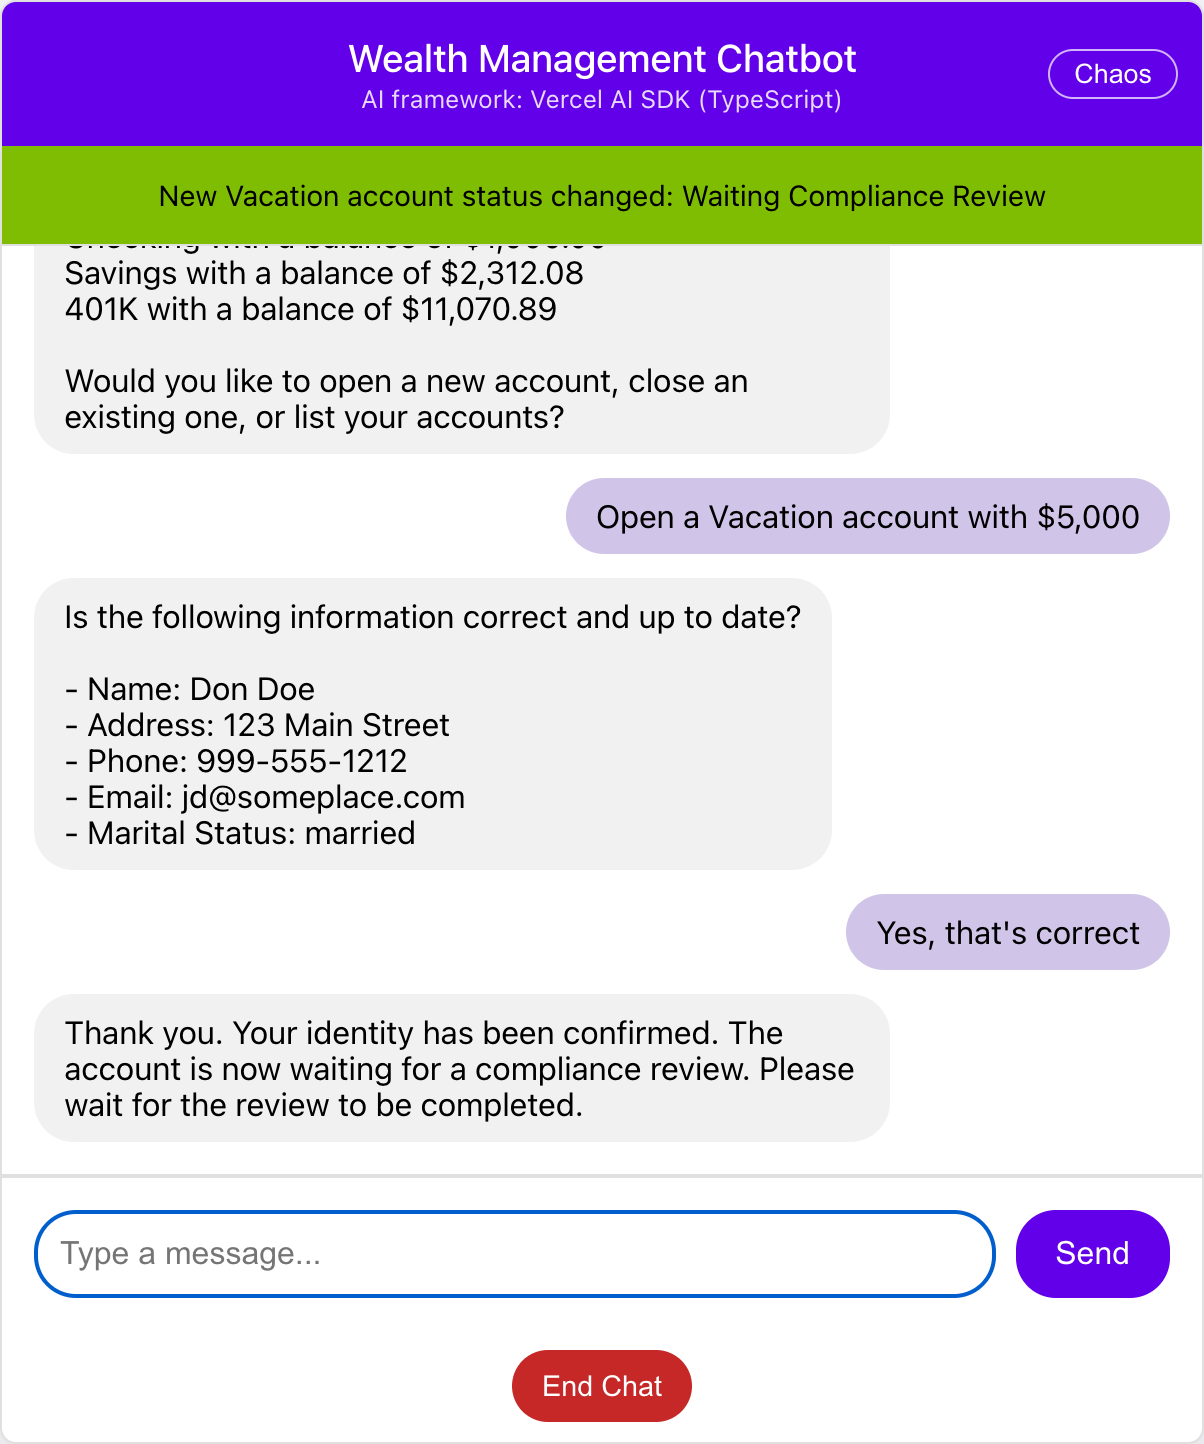 Wealth Management Chatbot
AI framework: Vercel AI SDK (TypeScript)
Chaos
New Vacation account status changed: Waiting Compliance Review
Checking with a balance of
Savings with a balance of $2,312.08
401K with a balance of $11,070.89
Would you like to open a new account, close an
existing one, or list your accounts?
Open a Vacation account with $5,000
Is the following information correct and up to date?
- Name: Don Doe
- Address: 123 Main Street
- Phone: 999-555-1212
- Email: jd@someplace.com
- Marital Status: married
Yes, that's correct
Thank you. Your identity has been confirmed. The
account is now waiting for a compliance review. Please
wait for the review to be completed.
Type a message...
Send
End Chat